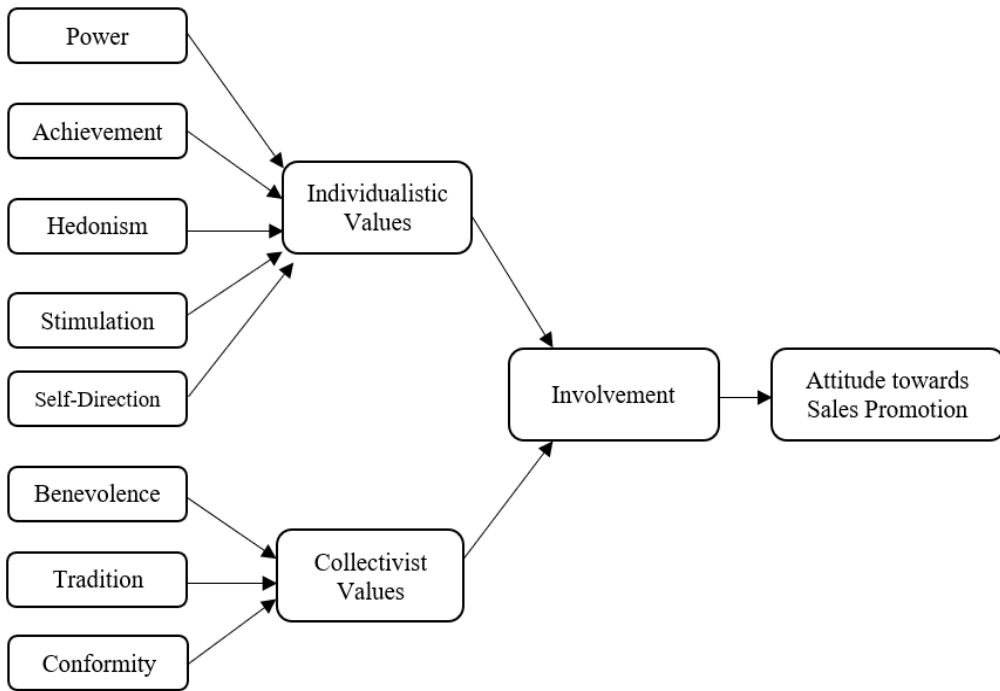 Power
Achievement
Hedonism
Stimulation
Self-Direction
Benevolence
Tradition
Conformity
Individualistic
Values
Collectivist
Values
Involvement
Attitude towards
Sales Promotion